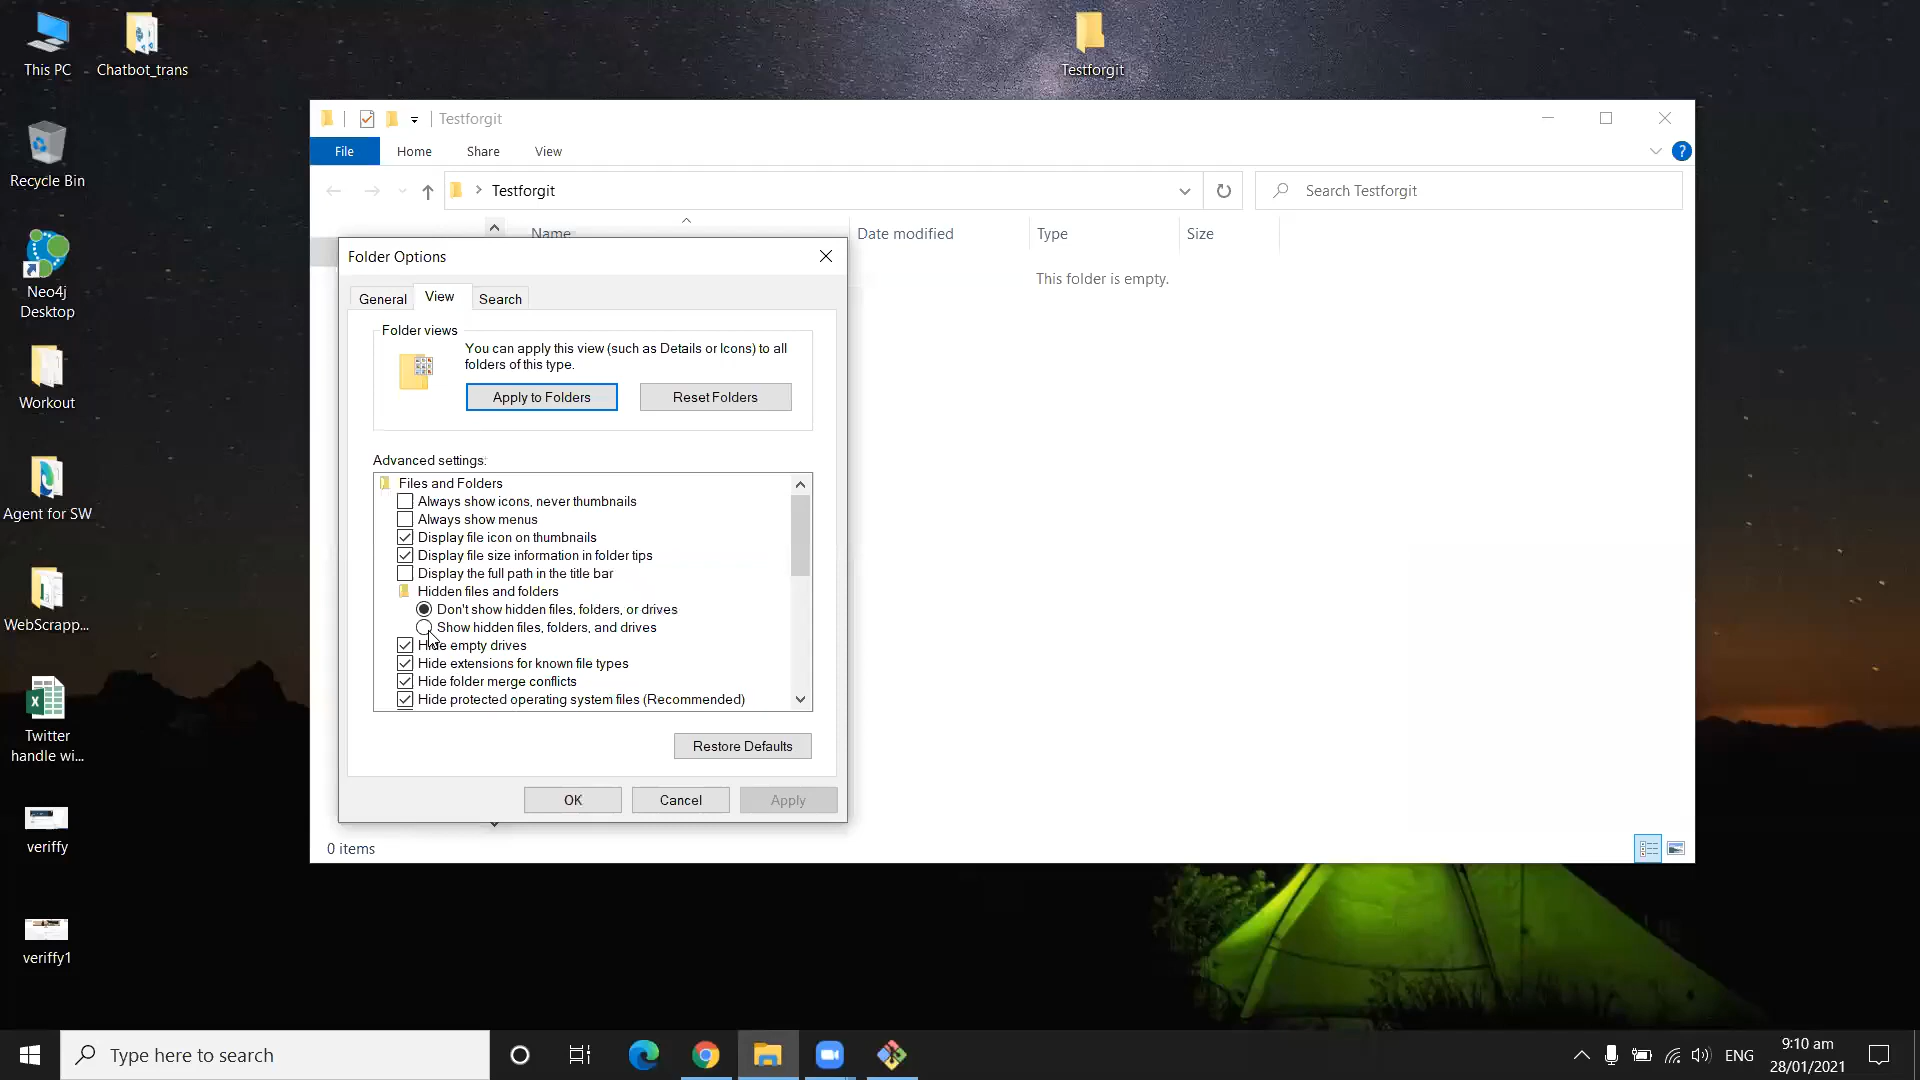 This PC
Chatbot_trans
Testforgit
Recycle Bin
Neo4j
Desktop
Workout
Agent for SW
WebScrapp...
Twitter
handle wi...
veriffy
veriffy1
Testforgit
File
Home
Share
View
?
Testforgit
Search Testforgit
Name
Date modified
Type
Size
This folder is empty.
Folder Options
General
View
Search
Folder views
You can apply this view (such as Details or Icons) to all
folders of this type.
Apply to Folders
Reset Folders
Advanced settings:
Files and Folders
Always show icons, never thumbnails
Always show menus
Display file icon on thumbnails
Display file size information in folder tips
Display the full path in the title bar
Hidden files and folders
Don't show hidden files, folders, or drives
Show hidden files, folders, and drives
Hide empty drives
Hide extensions for known file types
Hide folder merge conflicts
Hide protected operating system files (Recommended)
Restore Defaults
OK
Cancel
Apply
0 items
Type here to search
ENG
9:10 am
28/01/2021